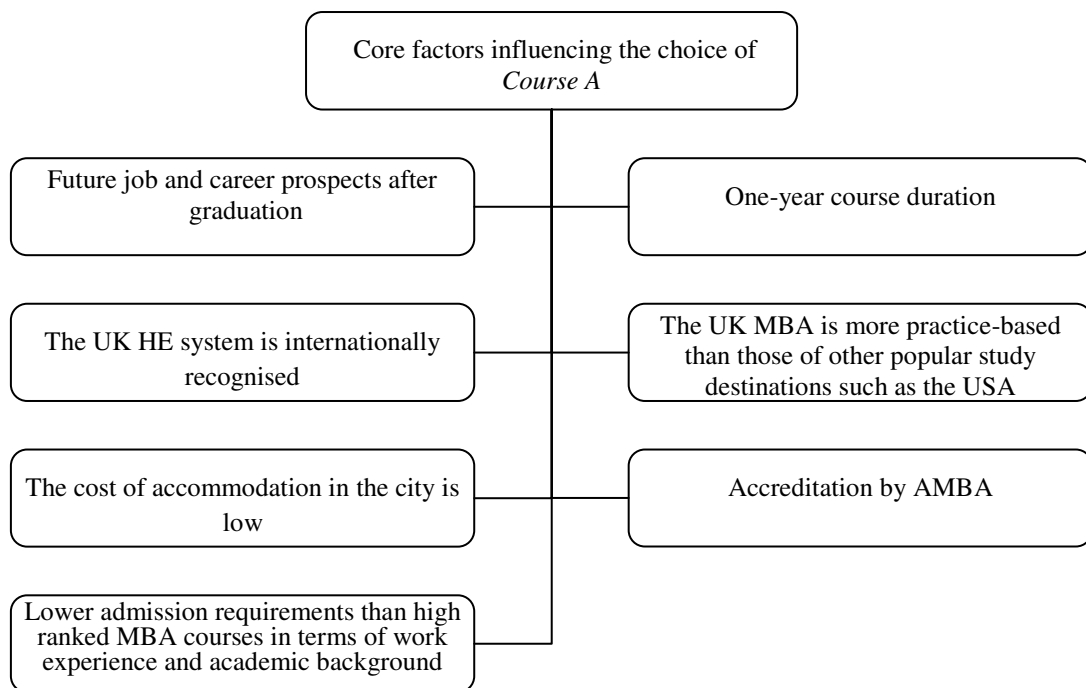 Core factors influencing the choice of
Course A
Future job and career prospects after
graduation
One-year course duration
The UK HE system is internationally
recognised
The UK MBA is more practice-based
than those of other popular study
destinations such as the USA
The cost of accommodation in the city is
low
Accreditation by AMBA
Lower admission requirements than high
ranked MBA courses in terms of work
experience and academic background